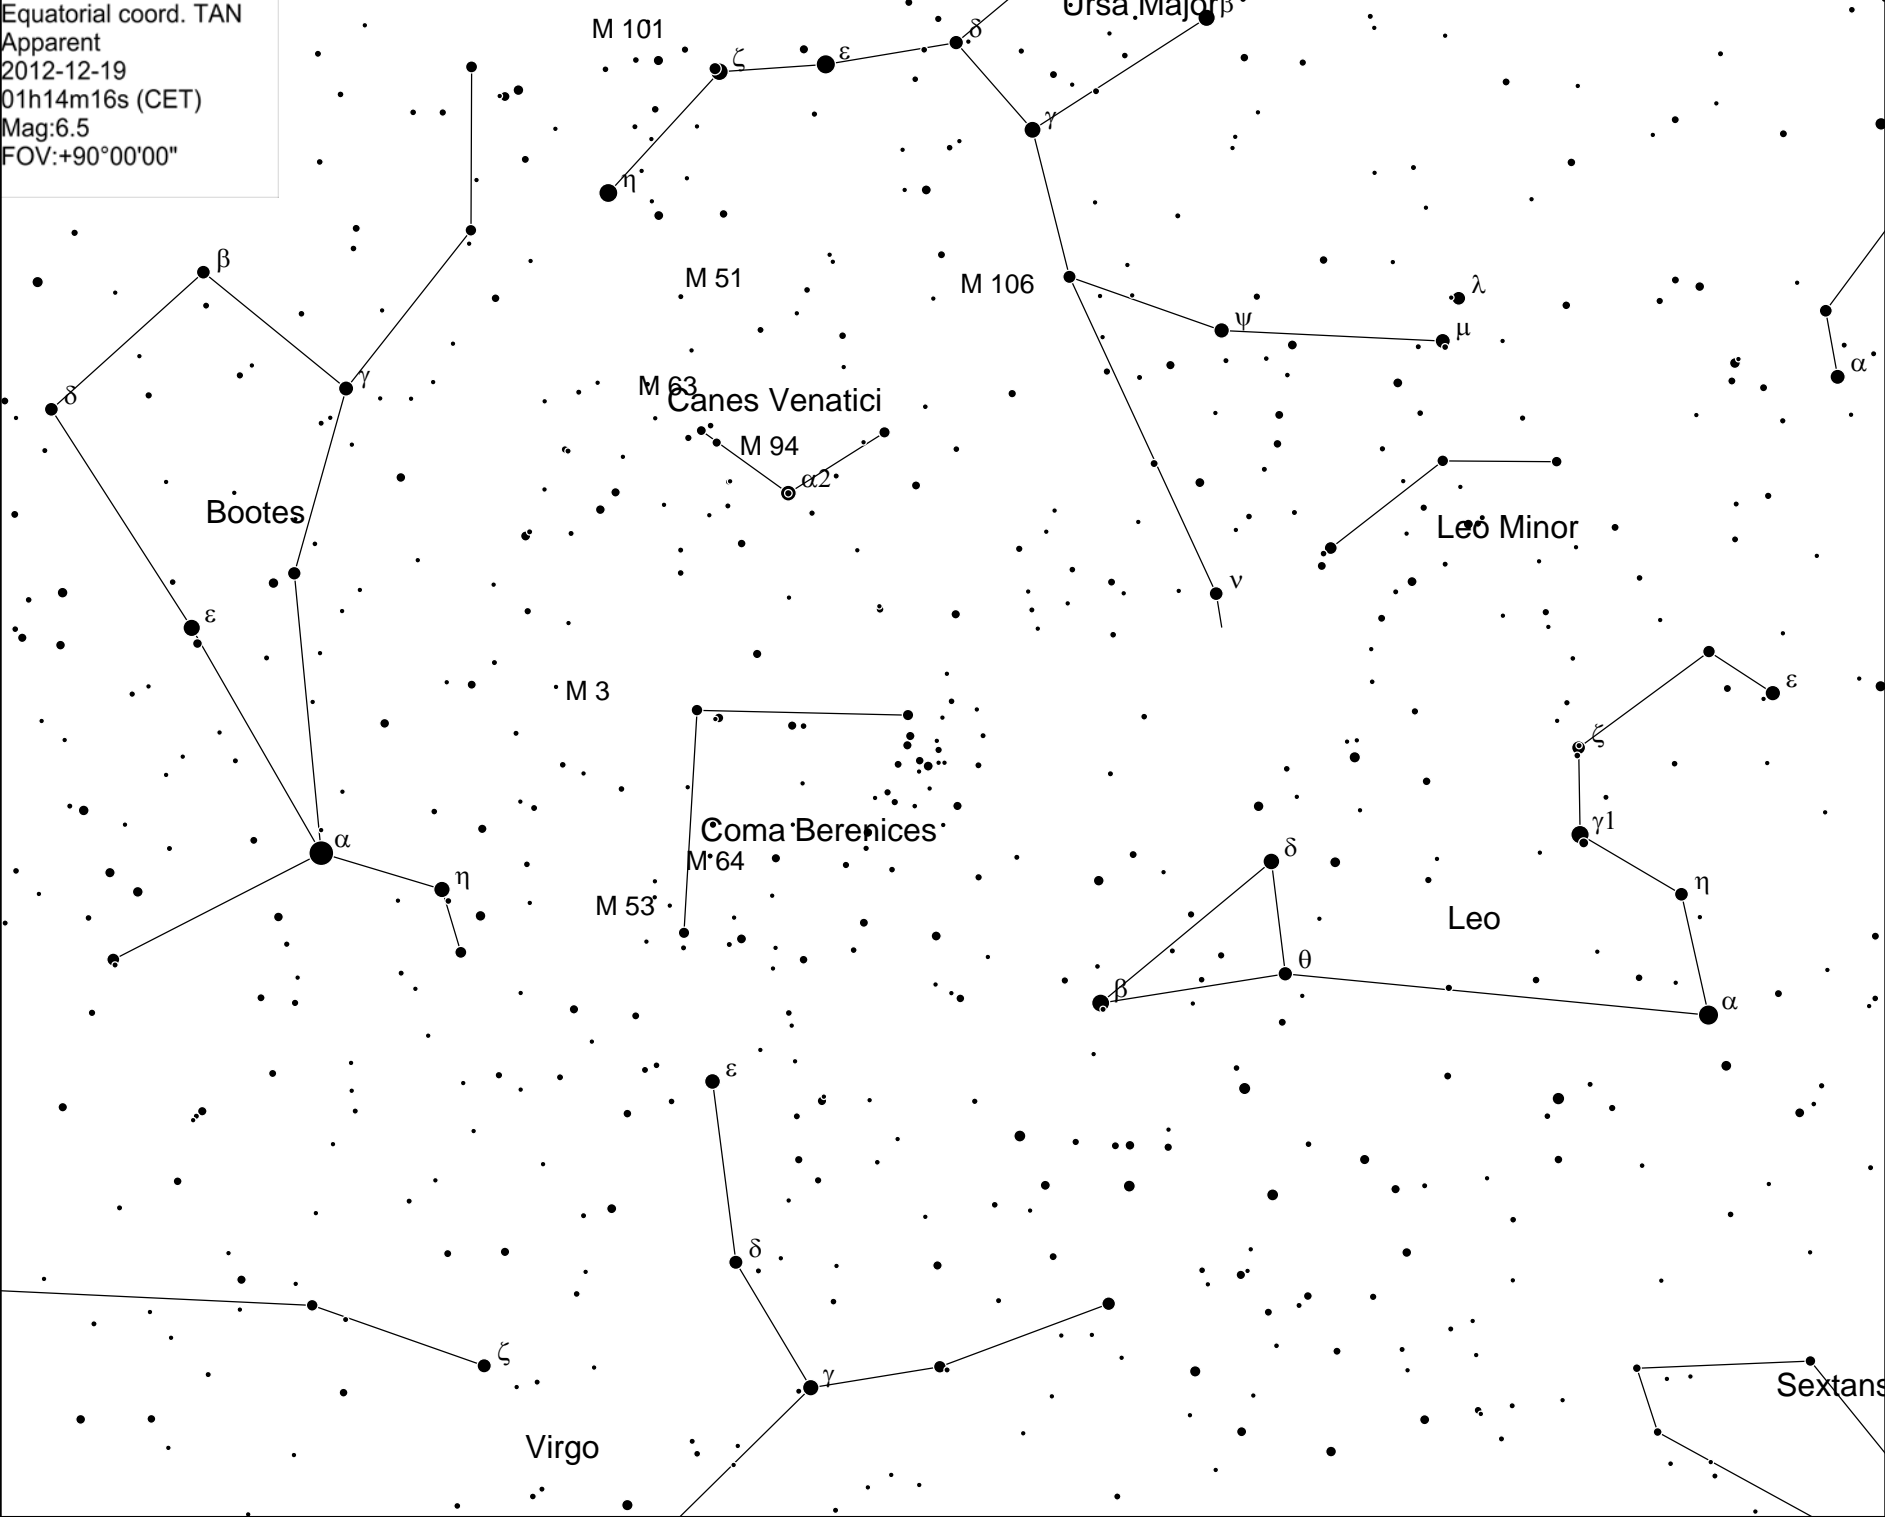 Equatorial coord. TAN
Apparent
2012-12-19
01h14m16s (CET)
Mag:6.5
FOV:+90°00'00"
Ursa Major
β
M 101
δ
ζ
ε
γ
η
β
M 51
M 106
λ
ψ
μ
α
γ
δ
M 63
Canes Venatici
M 94
α2
Bootes
Leo Minor
ν
ε
M 3
ε
ζ
γ1
Coma Berenices
α
δ
M 64
η
η
M 53
Leo
θ
β
α
ε
δ
ζ
γ
Sextans
Virgo